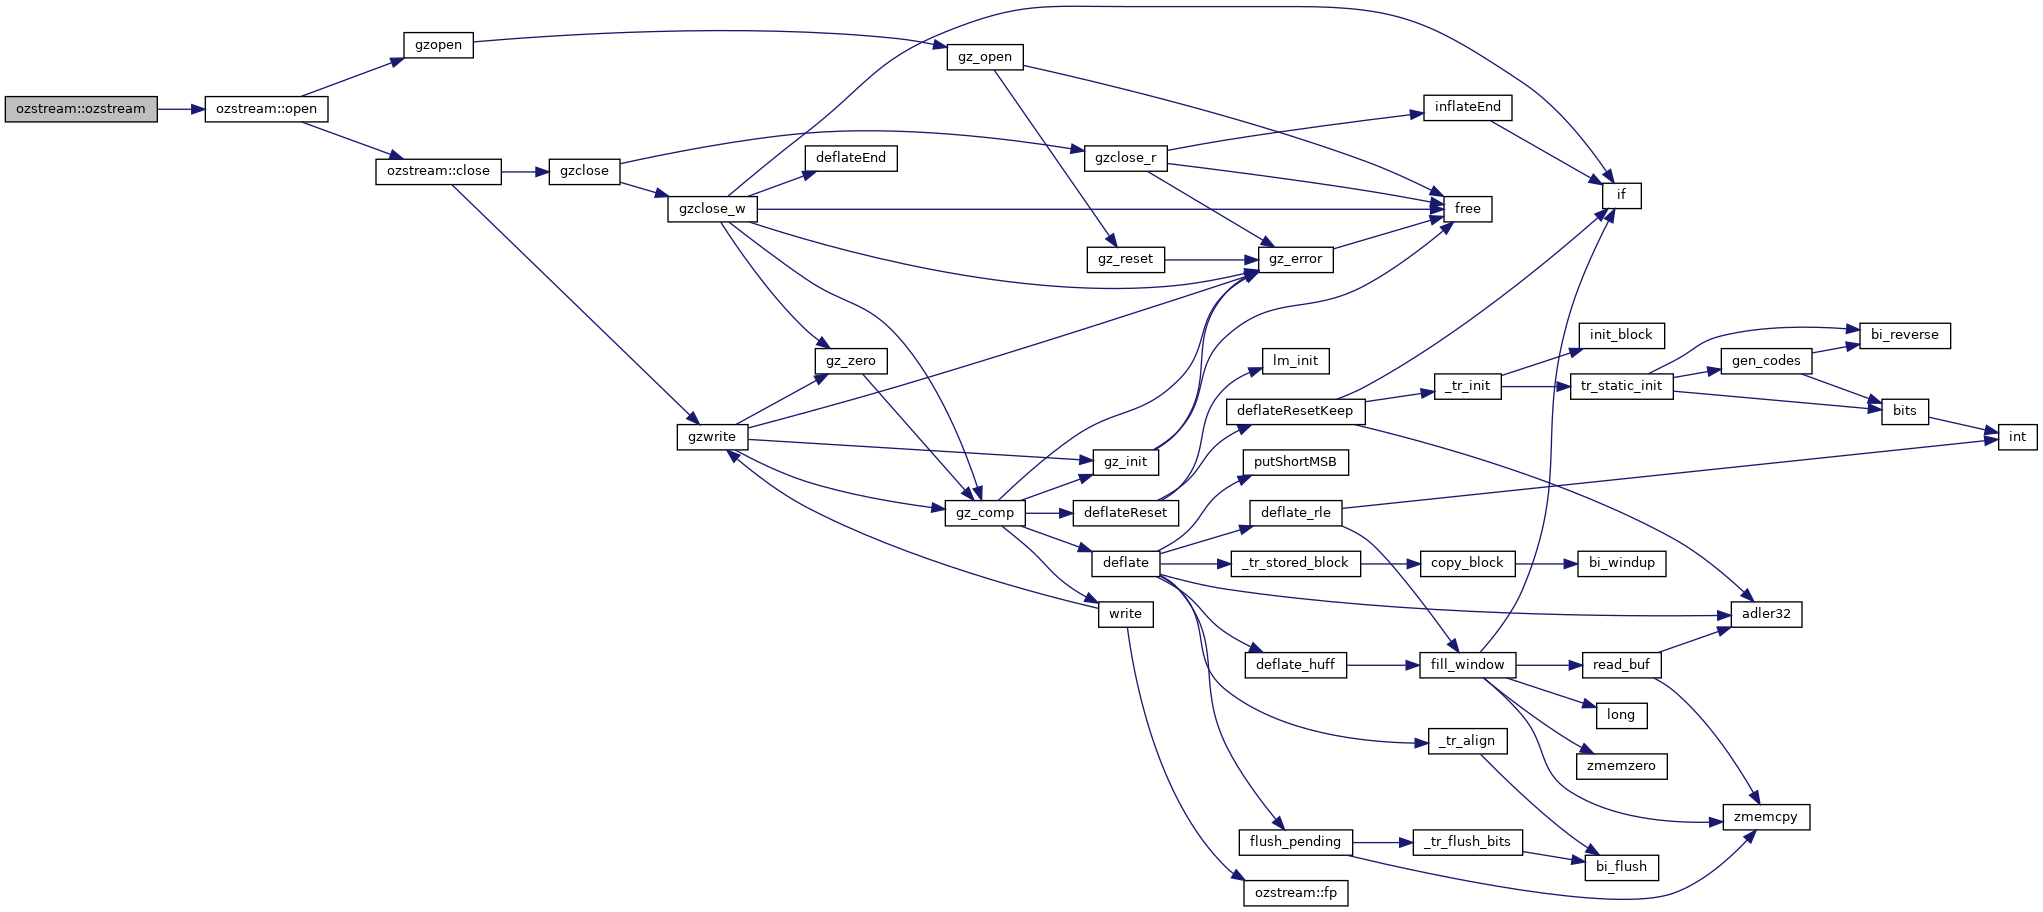 ozstream::ozstream
ozstream::open
gzopen
ozstream::close
gzclose
gzclose_w
gzwrite
deflateEnd
gz_zero
gz_open
gz_comp
gzclose_r
gz_reset
gz_init
deflateReset
deflate
write
gz_error
lm_init
deflateResetKeep
putShortMSB
deflate_rle
_tr_stored_block
deflate_huff
flush_pending
ozstream::fp
inflateEnd
free
_tr_init
copy_block
fill_window
_tr_align
_tr_flush_bits
if
init_block
tr_static_init
bi_windup
read_buf
long
zmemzero
bi_flush
gen_codes
adler32
zmemcpy
bi_reverse
bits
int